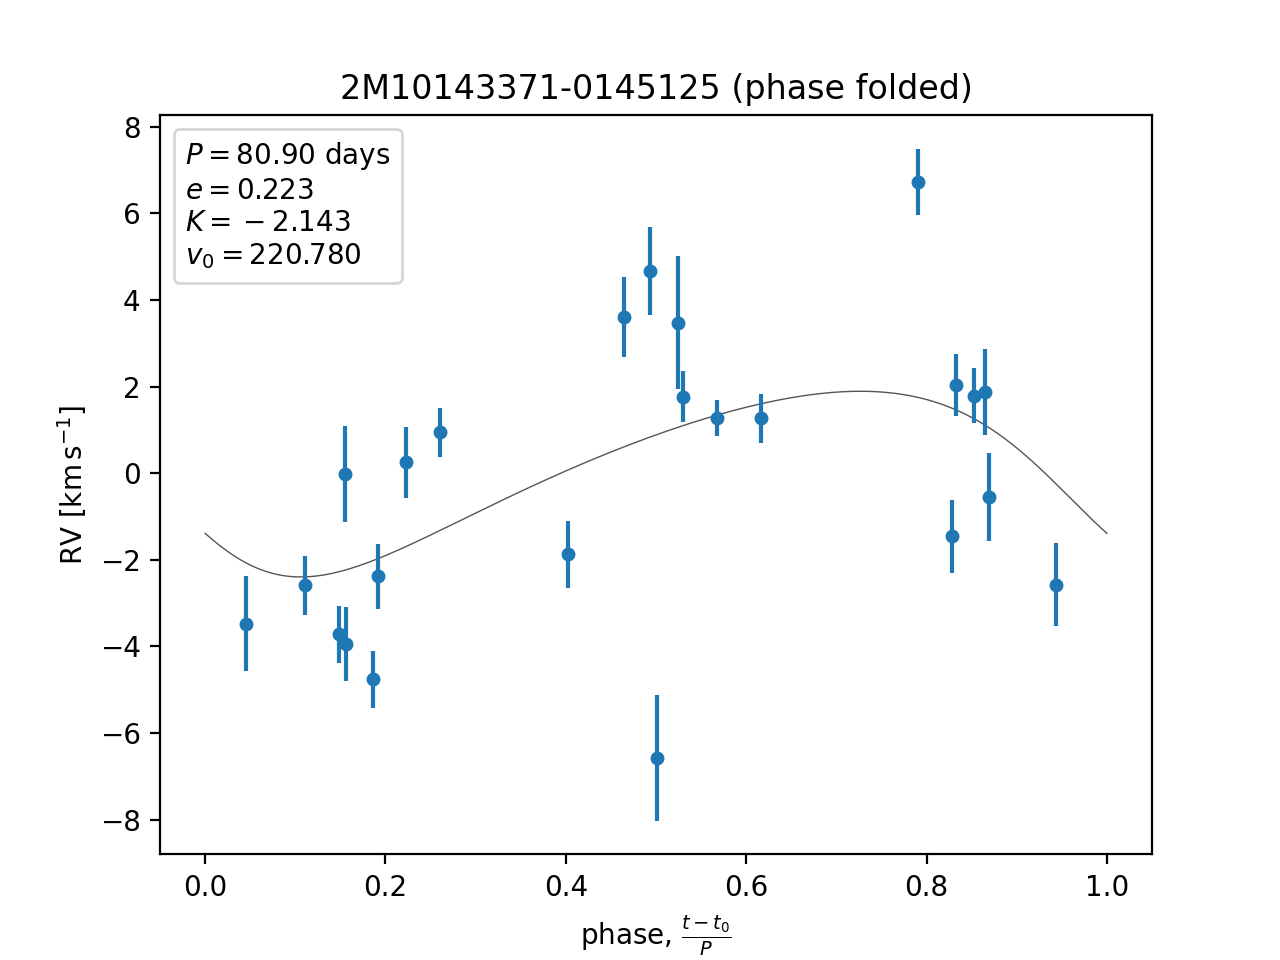 2M10143371-0145125 (phase folded)
P = 80.90 days
e = 0.223
K = −2.143
v₀ = 220.780
8
6
4
2
0
−2
−4
−6
−8
RV [km s⁻¹]
0.0 0.2 0.4 0.6 0.8 1.0
phase, (t − t₀)/P